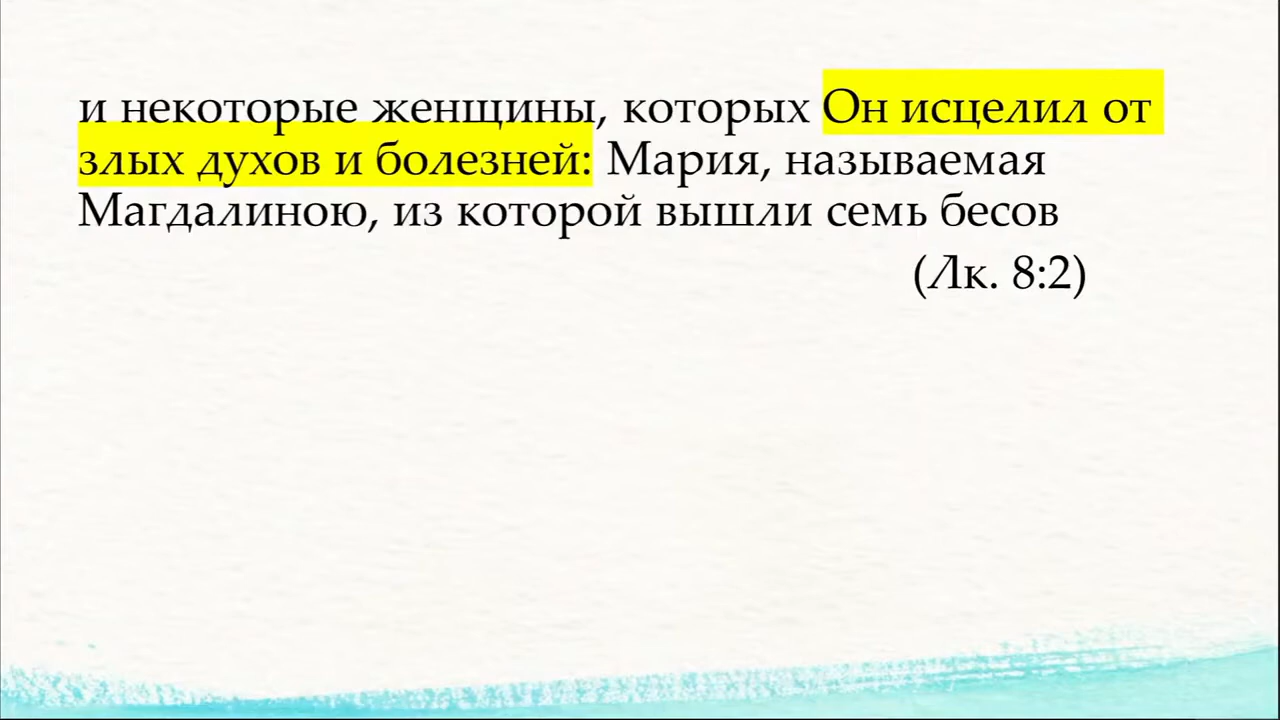 и некоторые женщины, которых Он исцелил от
злых духов и болезней: Мария, называемая
Магдалиною, из которой вышли семь бесов
(Лк. 8:2)